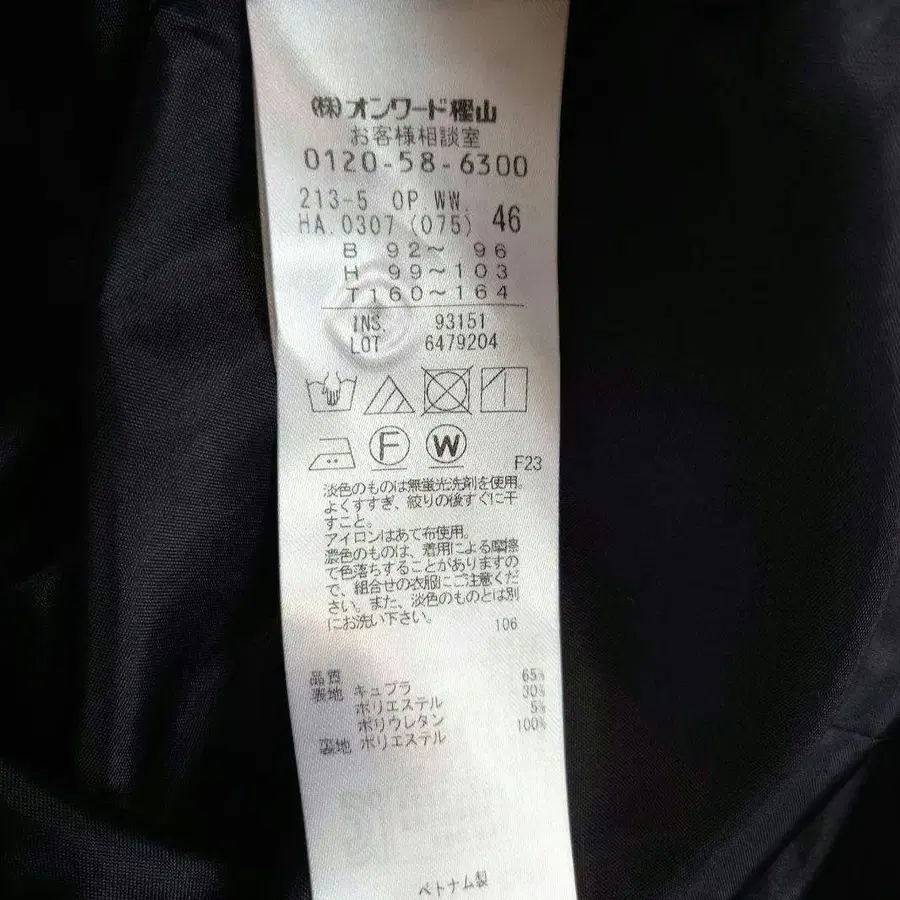 (株)オンワード樫山
お客様相談室
0120-58-6300
213-5 OP WW.
HA.0307 (075) 46
B 92～ 96
H 99～103
T160～164
INS. 93151
LOT 6479204
F W
F23
淡色のものは無蛍光洗剤を使用。
よくすすぎ、絞りの後すぐに干
すこと。
アイロンはあて布使用。
濃色のものは、着用による摩擦
で色落ちすることがありますの
で、組合せの衣服にご注意くだ
さい。また、淡色のものとは別
にお洗い下さい。
106
品質
表地 キュプラ 65%
ポリエステル 30%
ポリウレタン 5%
裏地 ポリエステル 100%
ベトナム製